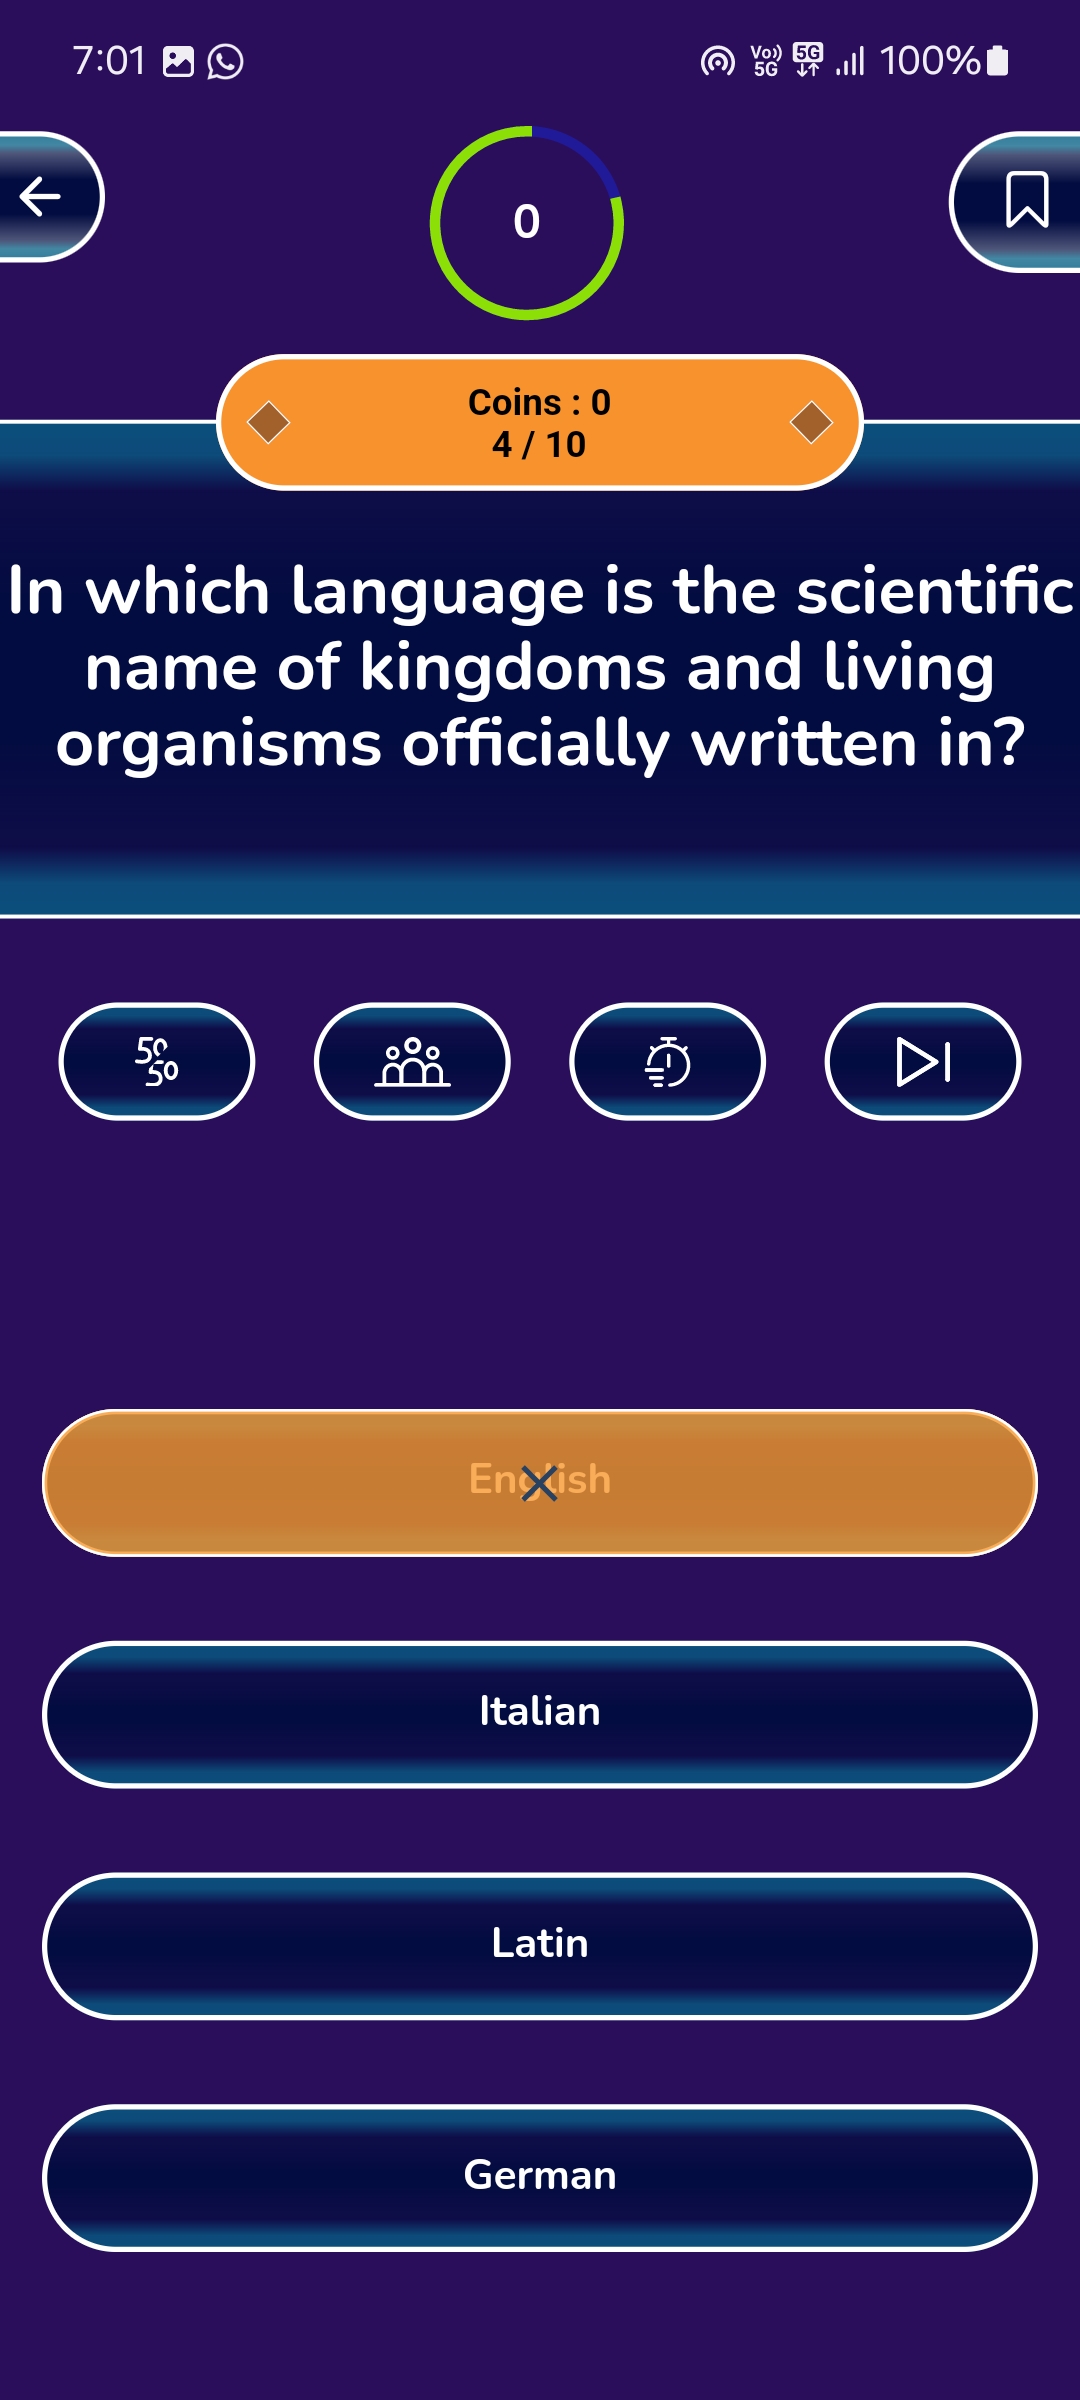 7:01 Vo)) 5G 5G 100%
0
Coins : 0
4 / 10
In which language is the scientific
name of kingdoms and living
organisms officially written in?
50
50
English
Italian
Latin
German